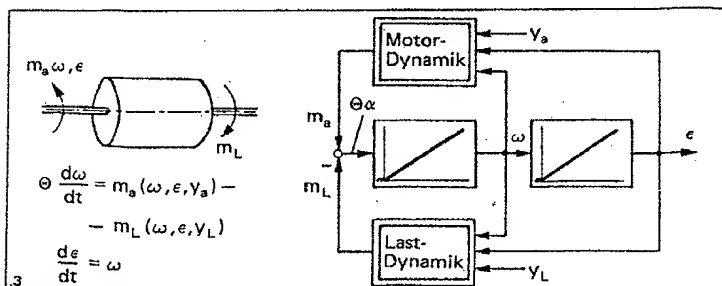 m_a ω, ε
m_L
Θ dω/dt = m_a (ω, ε, y_a) −
− m_L (ω, ε, y_L)
dε/dt = ω
.3
Motor-
Dynamik
y_a
m_a
Θα
−
m_L
ω
ε
Last-
Dynamik
y_L